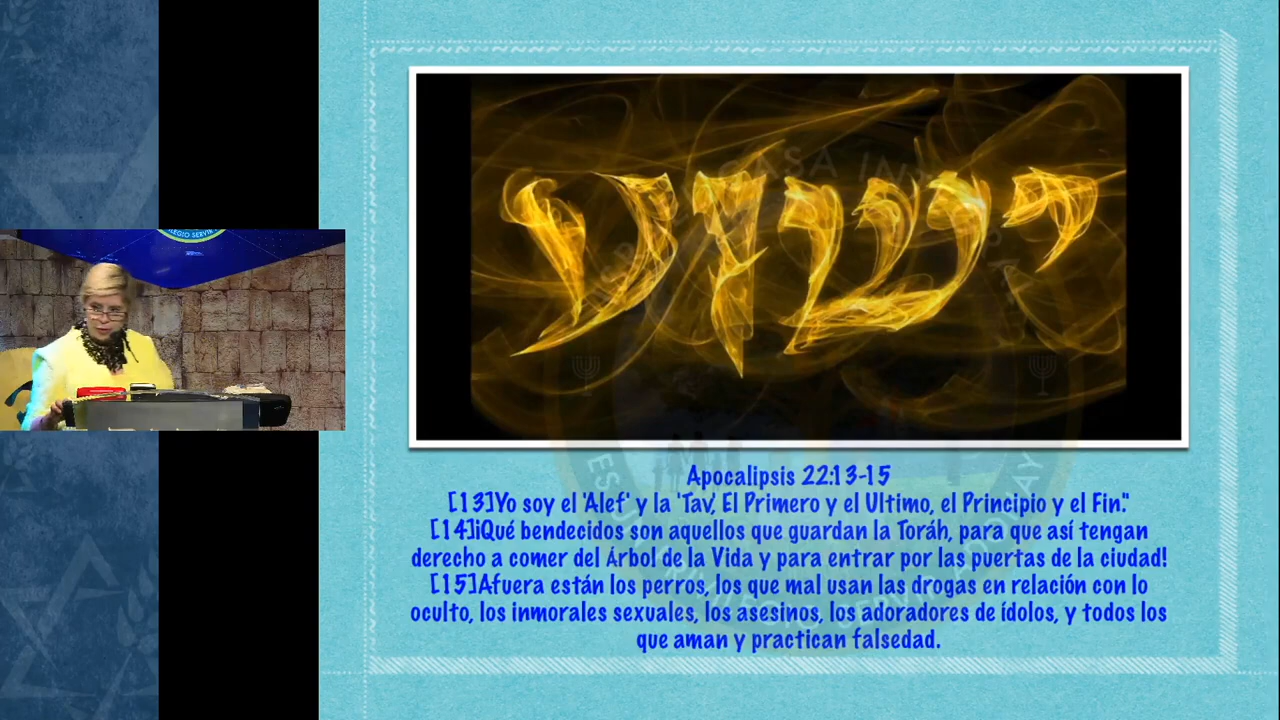 ישוע
Apocalipsis 22:13-15
[13]Yo soy el 'Alef' y la 'Tav', El Primero y el Ultimo, el Principio y el Fin."
[14]¡Qué bendecidos son aquellos que guardan la Toráh, para que así tengan
derecho a comer del Árbol de la Vida y para entrar por las puertas de la ciudad!
[15]Afuera están los perros, los que mal usan las drogas en relación con lo
oculto, los inmorales sexuales, los asesinos, los adoradores de ídolos, y todos los
que aman y practican falsedad.